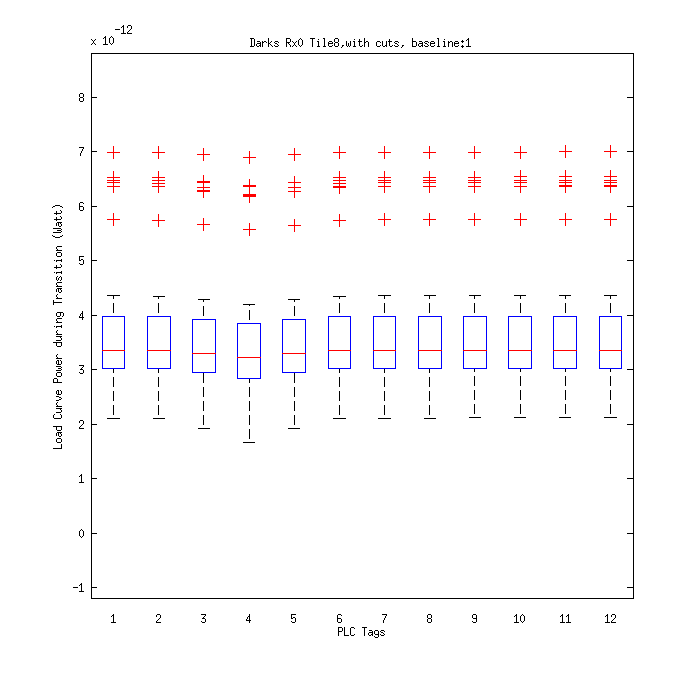 x 10^-12
Darks Rx0 Tile8,with cuts, baseline:1
8
7
6
5
4
3
2
1
0
-1
Load Curve Power during Transition (Watt)
1 2 3 4 5 6 7 8 9 10 11 12
PLC Tags